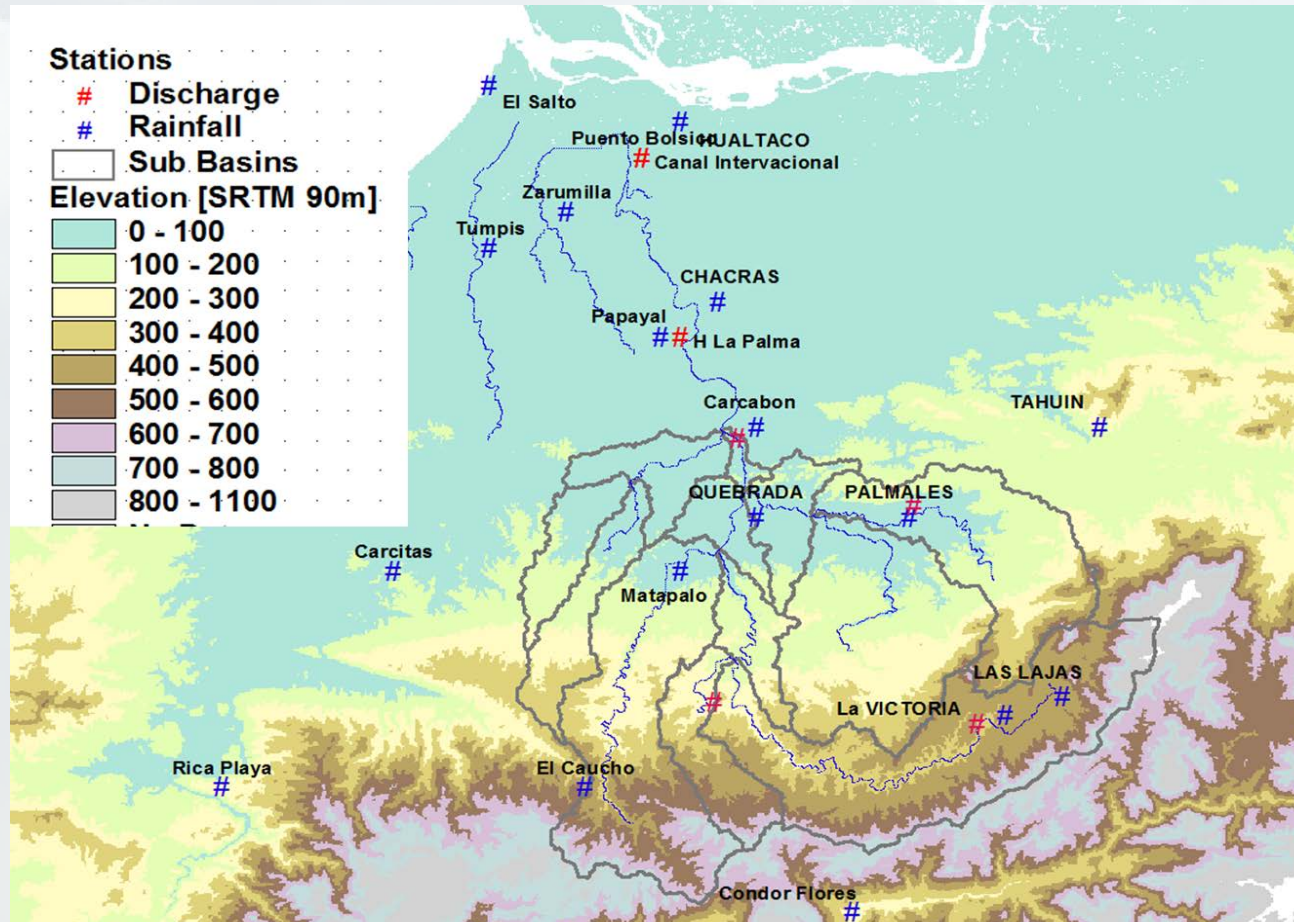 Stations
# Discharge
# Rainfall
Sub Basins
Elevation [SRTM 90m]
0 - 100
100 - 200
200 - 300
300 - 400
400 - 500
500 - 600
600 - 700
700 - 800
800 - 1100
El Salto
Puento Bolsico
HUALTACO
Canal Intervacional
Zarumilla
Tumpis
CHACRAS
Papayal
H La Palma
Carcabon
TAHUIN
QUEBRADA
PALMALES
Carcitas
Matapalo
LAS LAJAS
La VICTORIA
Rica Playa
El Caucho
Condor Flores